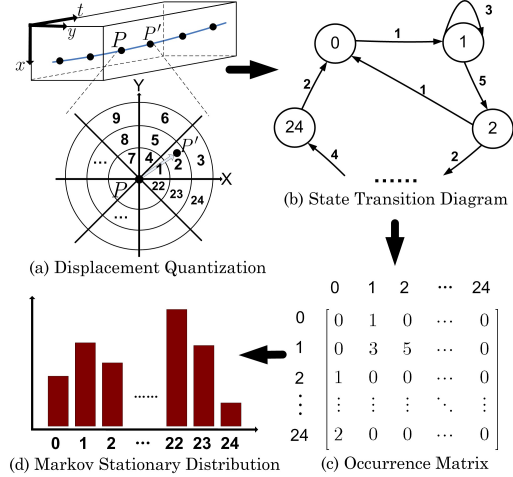 t
y
x
P P′
Y
9 6
8 5
... 7 4 P′
1 2 3
X
P 22 23 24
...
(a) Displacement Quantization
0 1 1 3
5
1
2
24 2
4 ...... 2
(b) State Transition Diagram
0 1 2 ... 24
0 0 1 0 ... 0
1 0 3 5 ... 0
2 1 0 0 ... 0
⋮ ⋮ ⋮ ⋮ ⋱ ⋮
24 2 0 0 ... 0
(c) Occurrence Matrix
......
0 1 2 ... 22 23 24
(d) Markov Stationary Distribution